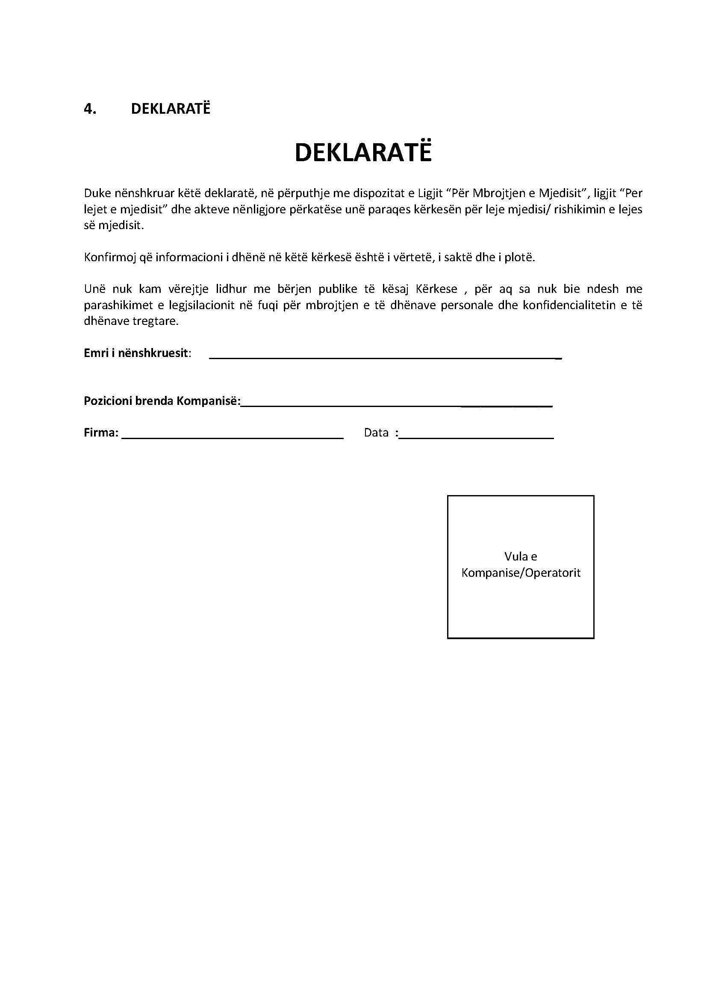 4. DEKLARATË
DEKLARATË
Duke nënshkruar këtë deklaratë, në përputhje me dispozitat e Ligjit “Për Mbrojtjen e Mjedisit”, ligjit “Per
lejet e mjedisit” dhe akteve nënligjore përkatëse unë paraqes kërkesën për leje mjedisi/ rishikimin e lejes
së mjedisit.
Konfirmoj që informacioni i dhënë në këtë kërkesë është i vërtetë, i saktë dhe i plotë.
Unë nuk kam vërejtje lidhur me bërjen publike të kësaj Kërkese , për aq sa nuk bie ndesh me
parashikimet e legjsilacionit në fuqi për mbrojtjen e të dhënave personale dhe konfidencialitetin e të
dhënave tregtare.
Emri i nënshkruesit:
Pozicioni brenda Kompanisë:
Firma: Data :
Vula e
Kompanise/Operatorit